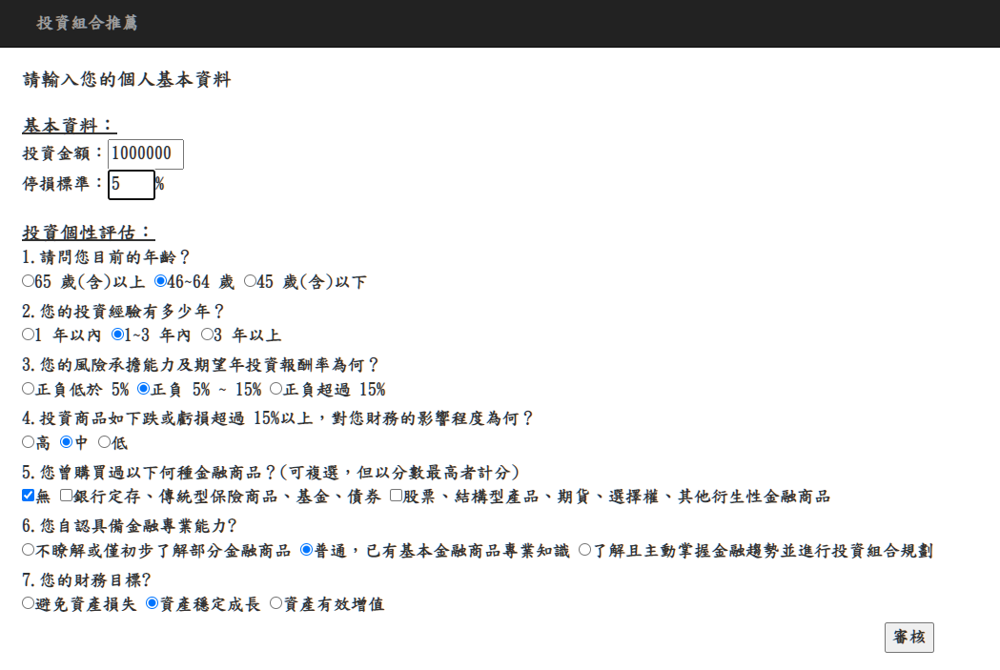 投資組合推薦
請輸入您的個人基本資料
基本資料：
投資金額：1000000
停損標準：5%
投資個性評估：
1.請問您目前的年齡？
65 歲(含)以上 46~64 歲 45 歲(含)以下
2.您的投資經驗有多少年？
1 年以內 1~3 年內 3 年以上
3.您的風險承擔能力及期望年投資報酬率為何？
正負低於 5% 正負 5% ~ 15% 正負超過 15%
4.投資商品如下跌或虧損超過 15%以上，對您財務的影響程度為何？
高 中 低
5.您曾購買過以下何種金融商品？(可複選，但以分數最高者計分)
無 銀行定存、傳統型保險商品、基金、債券 股票、結構型產品、期貨、選擇權、其他衍生性金融商品
6.您自認具備金融專業能力?
不瞭解或僅初步了解部分金融商品 普通，已有基本金融商品專業知識 了解且主動掌握金融趨勢並進行投資組合規劃
7.您的財務目標?
避免資產損失 資產穩定成長 資產有效增值
審核